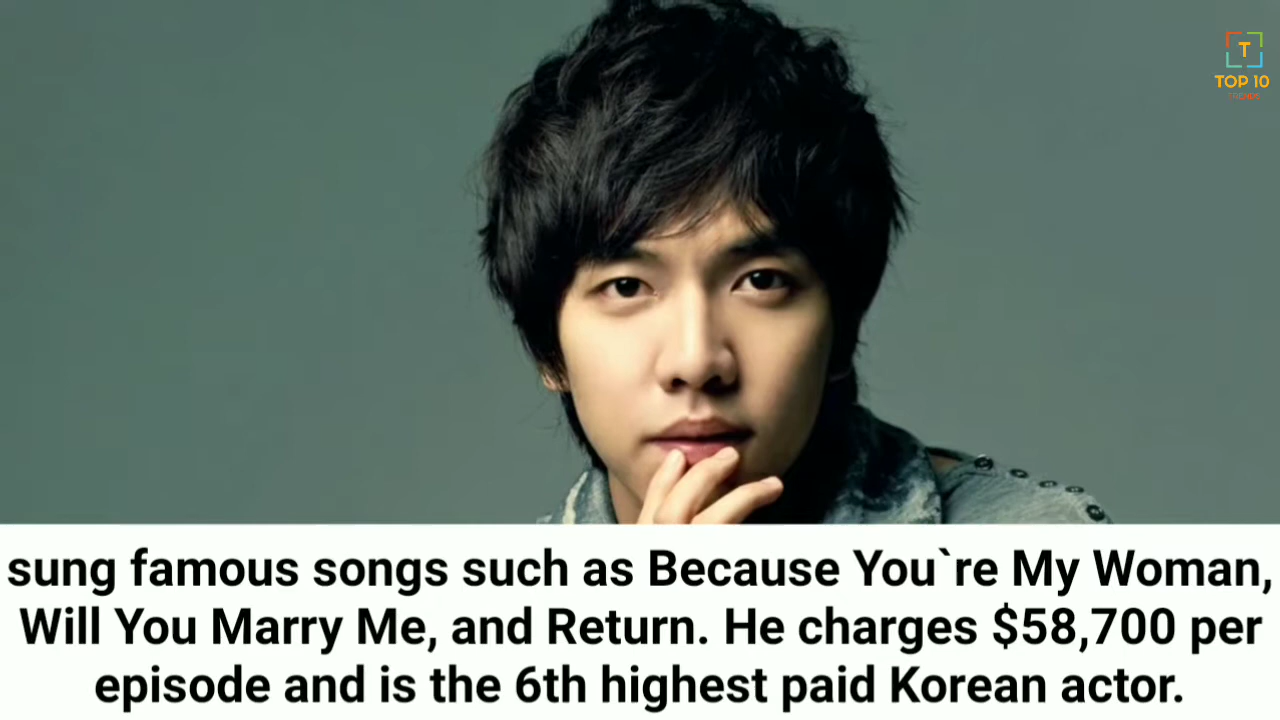 T
TOP 10
TRENDS
sung famous songs such as Because You`re My Woman,
Will You Marry Me, and Return. He charges $58,700 per
episode and is the 6th highest paid Korean actor.